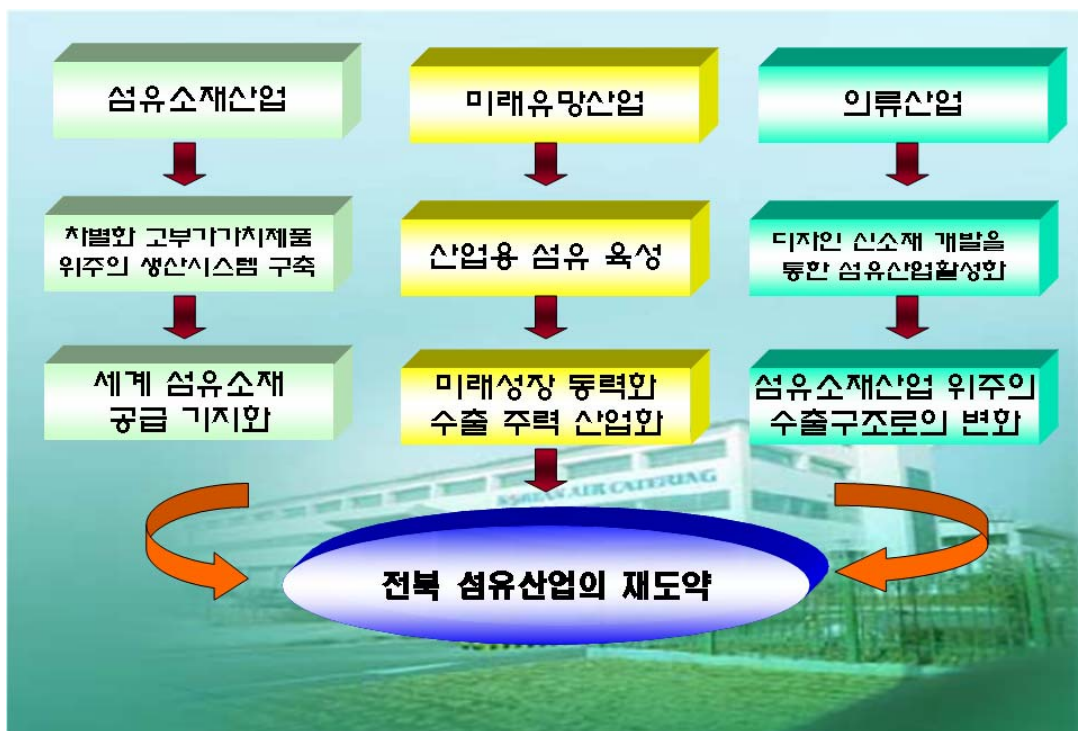 섬유소재산업
차별화 고부가가치제품
위주의 생산시스템 구축
세계 섬유소재
공급 기지화
미래유망산업
산업용 섬유 육성
미래성장 동력화
수출 주력 산업화
의류산업
디자인 신소재 개발을
통한 섬유산업활성화
섬유소재산업 위주의
수출구조로의 변화
KOREAN AIR CATERING
전북 섬유산업의 재도약